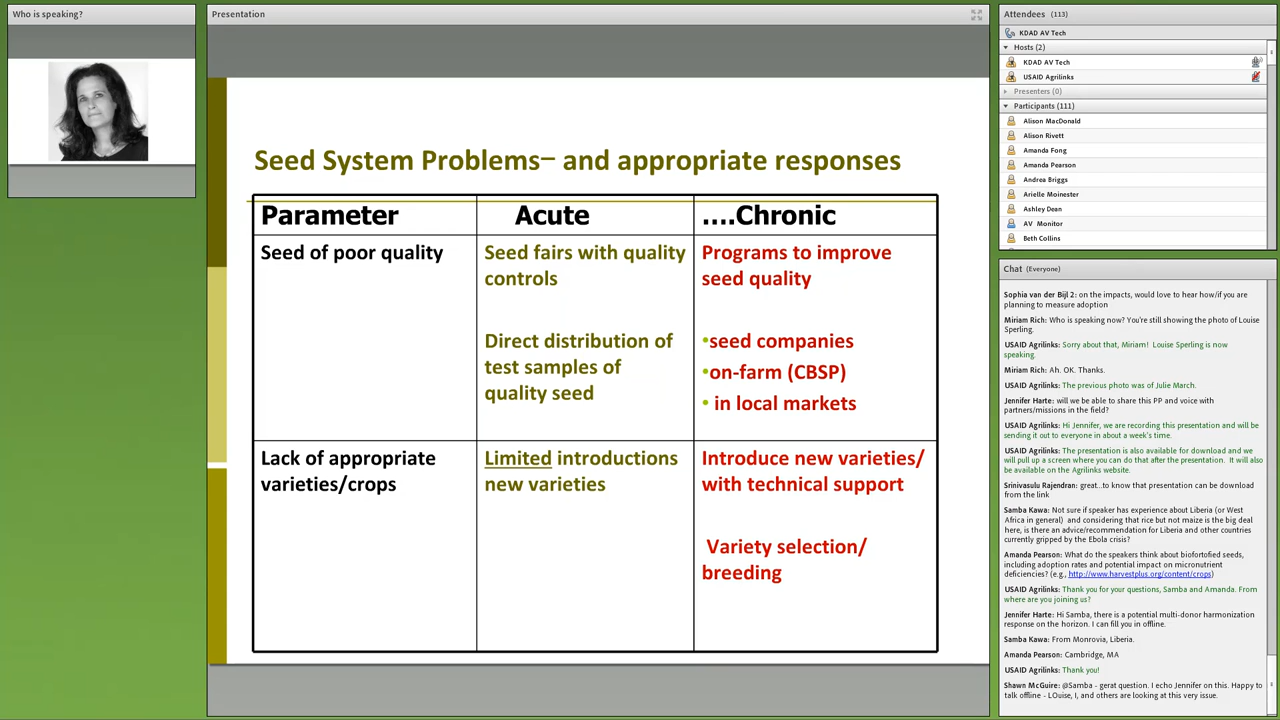 Who is speaking?
Presentation
Seed System Problems– and appropriate responses
Parameter
Acute
....Chronic
Seed of poor quality
Seed fairs with quality
controls
Direct distribution of
test samples of
quality seed
Programs to improve
seed quality
•seed companies
•on-farm (CBSP)
• in local markets
Lack of appropriate
varieties/crops
Limited introductions
new varieties
Introduce new varieties/
with technical support
Variety selection/
breeding
Attendees (113)
KDAD AV Tech
Hosts (2)
KDAD AV Tech
USAID Agrilinks
Presenters (0)
Participants (111)
Alison MacDonald
Alison Rivett
Amanda Fong
Amanda Pearson
Andrea Briggs
Arielle Moinester
Ashley Dean
AV Monitor
Beth Collins
Chat (Everyone)
Sophia van der Bijl 2: on the impacts, would love to hear how/if you are
planning to measure adoption
Miriam Rich: Who is speaking now? You're still showing the photo of Louise
Sperling.
USAID Agrilinks: Sorry about that, Miriam! Louise Sperling is now
speaking.
Miriam Rich: Ah. OK. Thanks.
USAID Agrilinks: The previous photo was of Julie March.
Jennifer Harte: will we be able to share this PP and voice with
partners/missions in the field?
USAID Agrilinks: Hi Jennifer, we are recording this presentation and will be
sending it out to everyone in about a week's time.
USAID Agrilinks: The presentation is also available for download and we
will pull up a screen where you can do that after the presentation. It will also
be available on the Agrilinks website.
Srinivasulu Rajendran: great...to know that presentation can be download
from the link
Samba Kawa: Not sure if speaker has experience about Liberia (or West
Africa in general) and considering that rice but not maize is the big deal
here, is there an advice/recommendation for Liberia and other countries
currently gripped by the Ebola crisis?
Amanda Pearson: What do the speakers think about biofortofied seeds,
including adoption rates and potential impact on micronutrient
deficiencies? (e.g., http://www.harvestplus.org/content/crops)
USAID Agrilinks: Thank you for your questions, Samba and Amanda. From
where are you joining us?
Jennifer Harte: Hi Samba, there is a potential multi-donor harmonization
response on the horizon. I can fill you in offline.
Samba Kawa: From Monrovia, Liberia.
Amanda Pearson: Cambridge, MA
USAID Agrilinks: Thank you!
Shawn McGuire: @Samba - gerat question. I echo Jennifer on this. Happy to
talk offline - LOuise, I, and others are looking at this very issue.